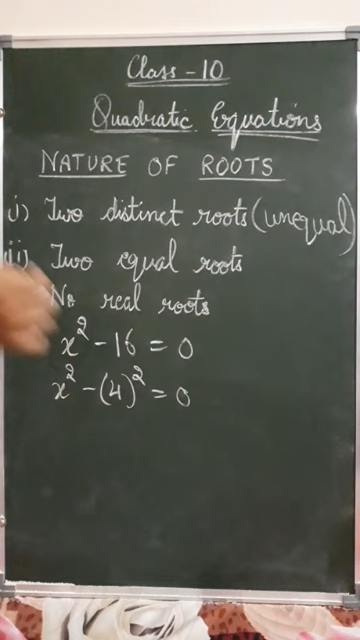 Class - 10
Quadratic Equations
NATURE OF ROOTS
i) Two distinct roots (unequal)
ii) Two equal roots
No real roots
x² - 16 = 0
x² - (4)² = 0